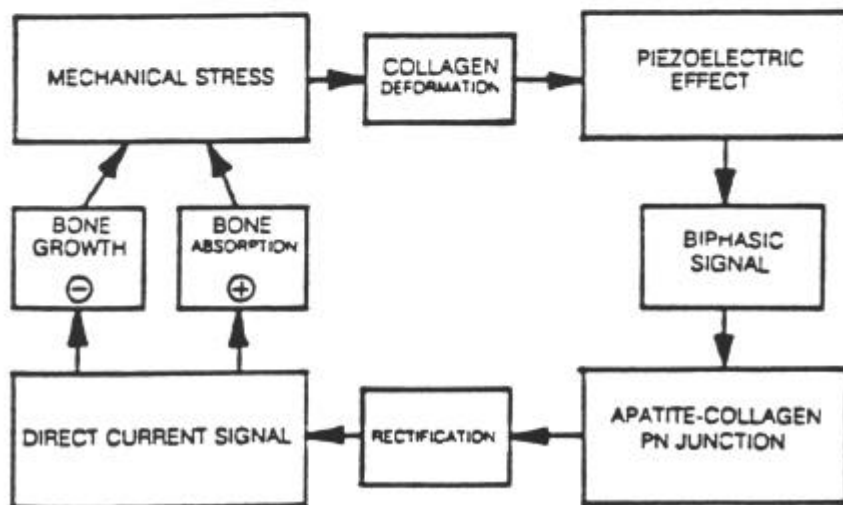 MECHANICAL STRESS
COLLAGEN
DEFORMATION
PIEZOELECTRIC
EFFECT
BONE
GROWTH
⊖
BONE
ABSORPTION
⊕
BIPHASIC
SIGNAL
DIRECT CURRENT SIGNAL
RECTIFICATION
APATITE-COLLAGEN
PN JUNCTION